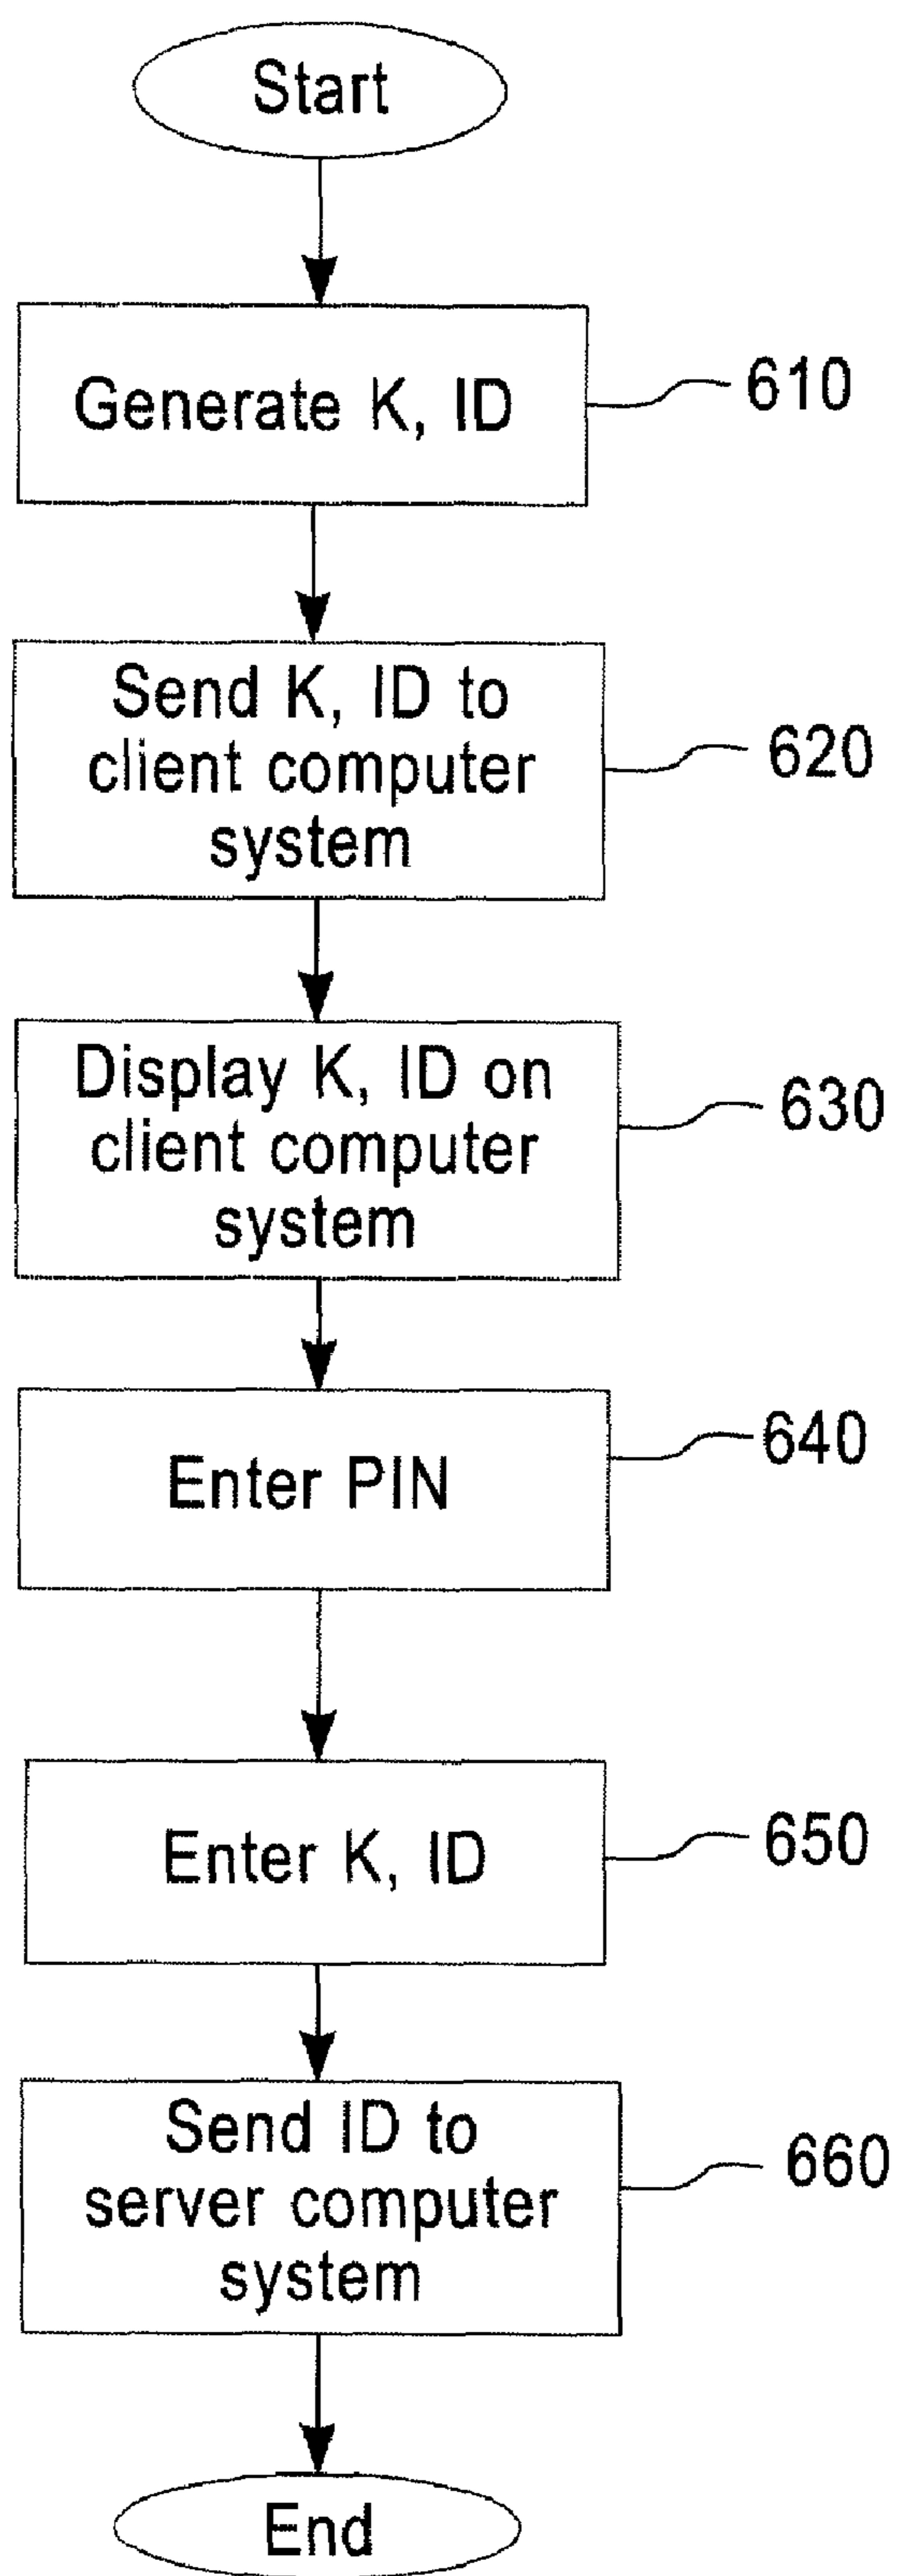 Start
Generate K, ID
610
Send K, ID to
client computer
system
620
Display K, ID on
client computer
system
630
Enter PIN
640
Enter K, ID
650
Send ID to
server computer
system
660
End